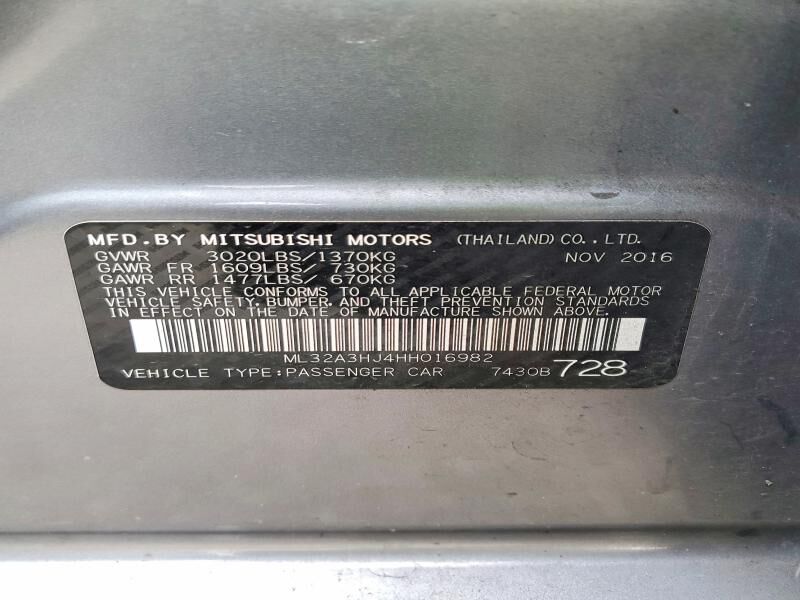 MFD.BY MITSUBISHI MOTORS (THAILAND)CO.,LTD.
GVWR 3020LBS/1370KG NOV 2016
GAWR FR 1609LBS/ 730KG
GAWR RR 1477LBS/ 670KG
THIS VEHICLE CONFORMS TO ALL APPLICABLE FEDERAL MOTOR
VEHICLE SAFETY, BUMPER, AND THEFT PREVENTION STANDARDS
IN EFFECT ON THE DATE OF MANUFACTURE SHOWN ABOVE.
ML32A3HJ4HH016982
VEHICLE TYPE:PASSENGER CAR 7430B 728